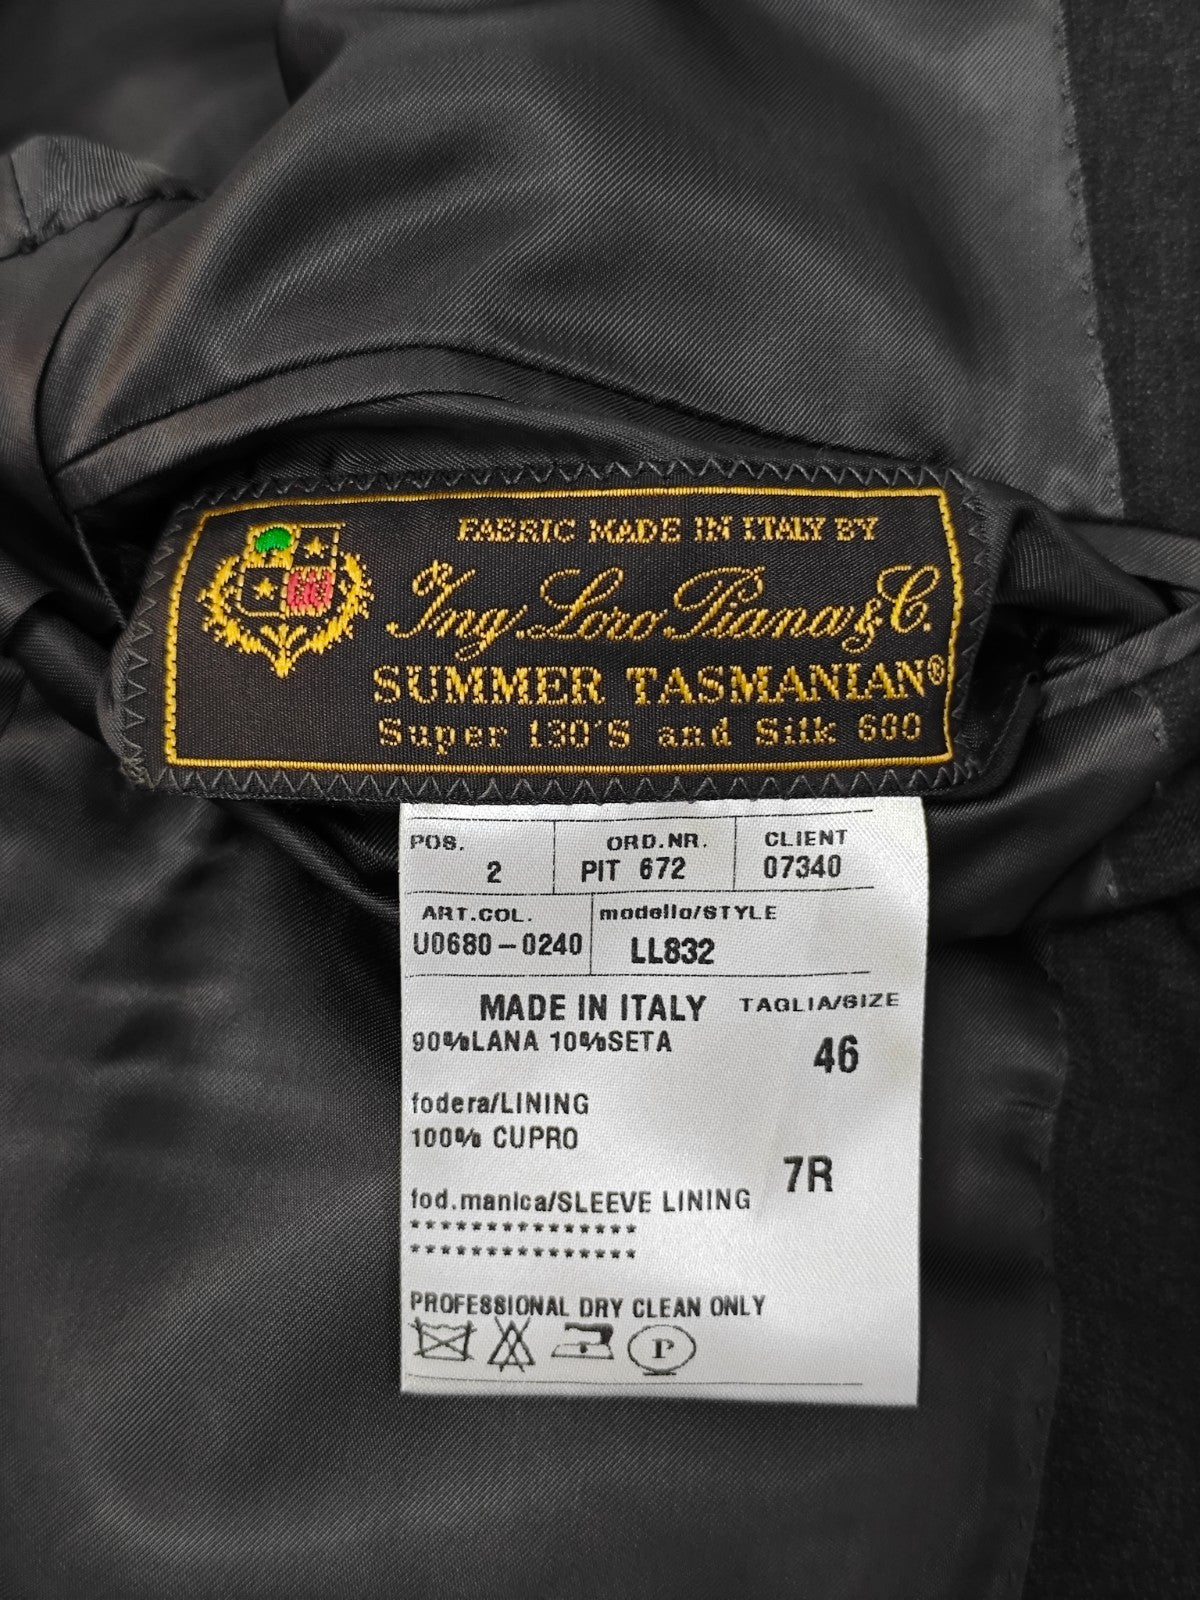 FABRIC MADE IN ITALY BY
Ing. Loro Piana & C.
SUMMER TASMANIAN®
Super 130'S and Silk 600
POS. ORD.NR. CLIENT
2 PIT 672 07340
ART.COL. modello/STYLE
U0680-0240 LL832
MADE IN ITALY TAGLIA/SIZE
90%LANA 10%SETA 46
fodera/LINING
100% CUPRO
7R
fod.manica/SLEEVE LINING
***************
***************
PROFESSIONAL DRY CLEAN ONLY
P